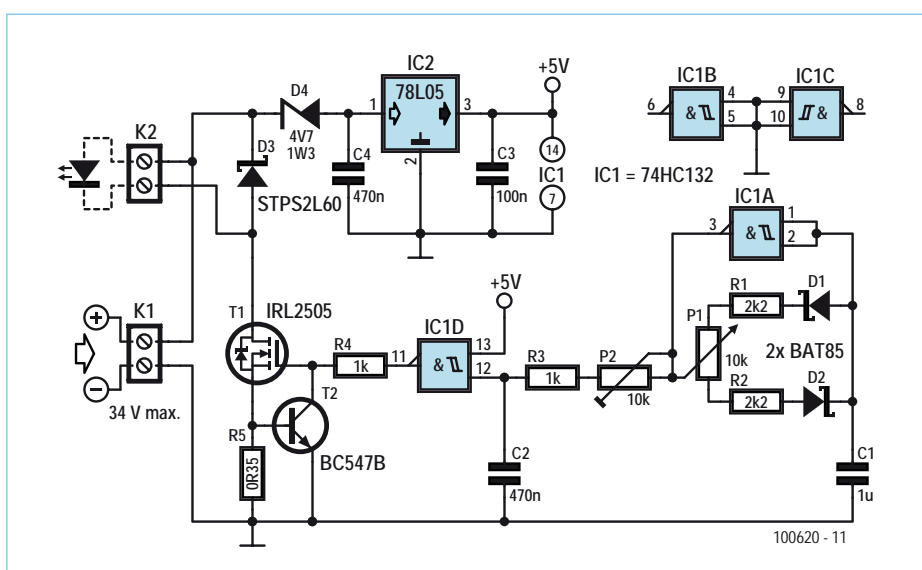 IC2
78L05
1
3
2
+5V
14
IC1
7
D4
4V7
1W3
C4
470n
C3
100n
IC1B
6
&
4
5
IC1C
9
10
&
8
IC1 = 74HC132
K2
D3
STPS2L60
K1
34 V max.
T1
IRL2505
R4
1k
11
IC1D
&
13
12
+5V
R3
1k
P2
10k
IC1A
3
&
1
2
R1
2k2
D1
P1
10k
2x BAT85
R2
2k2
D2
T2
BC547B
R5
0R35
C2
470n
C1
1u
100620 - 11